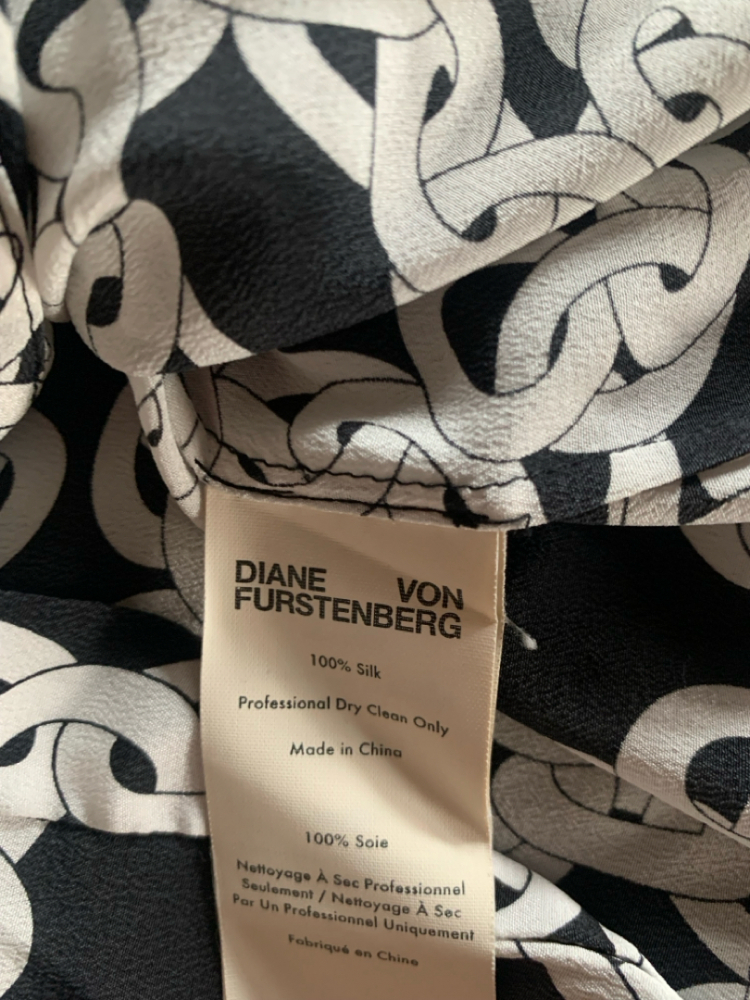 DIANE VON
FURSTENBERG
100% Silk
Professional Dry Clean Only
Made in China
100% Soie
Nettoyage À Sec Professionnel
Seulement / Nettoyage À Sec
Par Un Professionnel Uniquement
Fabriqué en Chine